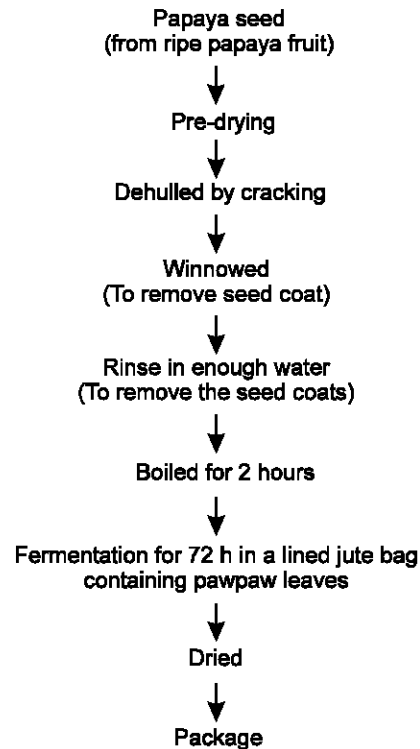 Papaya seed
(from ripe papaya fruit)
Pre-drying
Dehulled by cracking
Winnowed
(To remove seed coat)
Rinse in enough water
(To remove the seed coats)
Boiled for 2 hours
Fermentation for 72 h in a lined jute bag
containing pawpaw leaves
Dried
Package